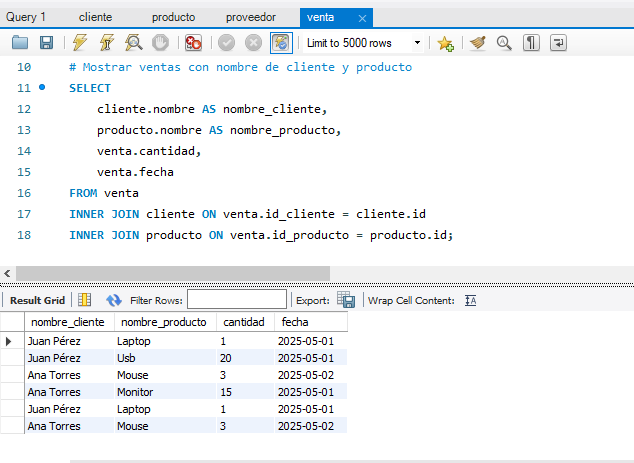 Query 1 cliente producto proveedor venta
Limit to 5000 rows
10 # Mostrar ventas con nombre de cliente y producto
11 SELECT
12 cliente.nombre AS nombre_cliente,
13 producto.nombre AS nombre_producto,
14 venta.cantidad,
15 venta.fecha
16 FROM venta
17 INNER JOIN cliente ON venta.id_cliente = cliente.id
18 INNER JOIN producto ON venta.id_producto = producto.id;
Result Grid Filter Rows: Export: Wrap Cell Content:
nombre_cliente nombre_producto cantidad fecha
Juan Pérez Laptop 1 2025-05-01
Juan Pérez Usb 20 2025-05-01
Ana Torres Mouse 3 2025-05-02
Ana Torres Monitor 15 2025-05-01
Juan Pérez Laptop 1 2025-05-01
Ana Torres Mouse 3 2025-05-02